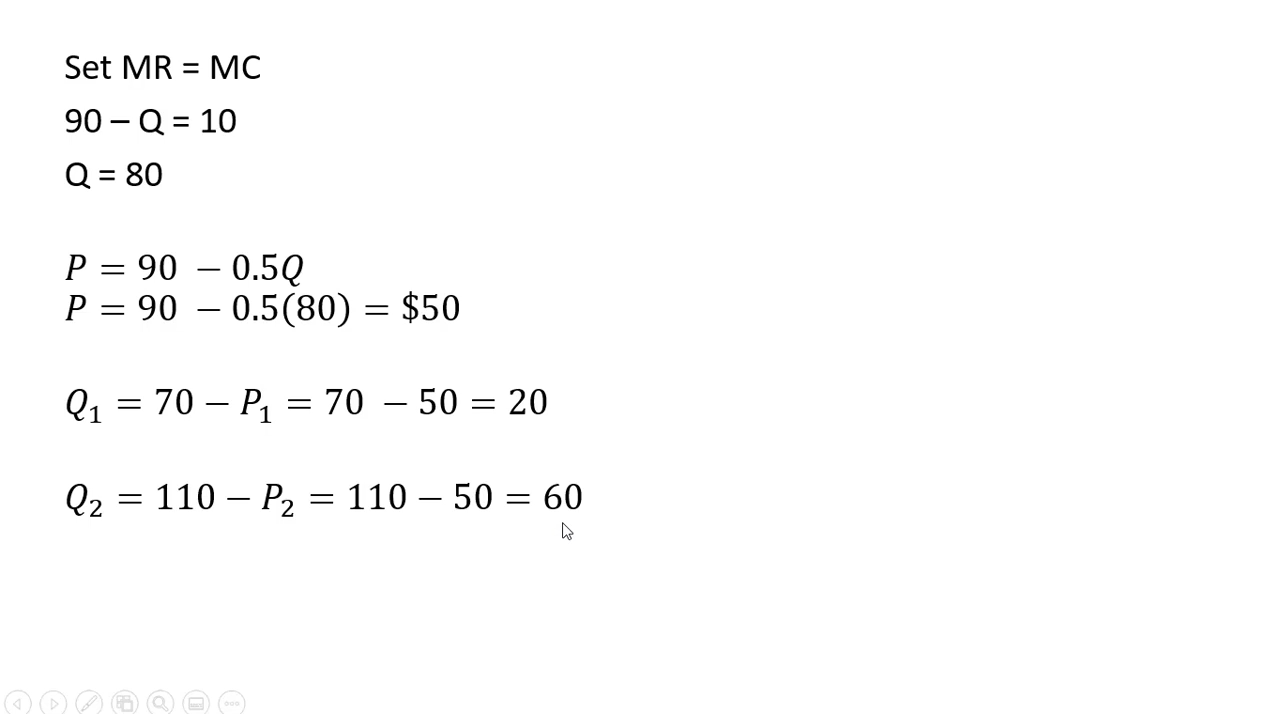 Set MR = MC
90 – Q = 10
Q = 80
P = 90 − 0.5Q
P = 90 − 0.5(80) = $50
Q₁ = 70 − P₁ = 70 − 50 = 20
Q₂ = 110 − P₂ = 110 − 50 = 60